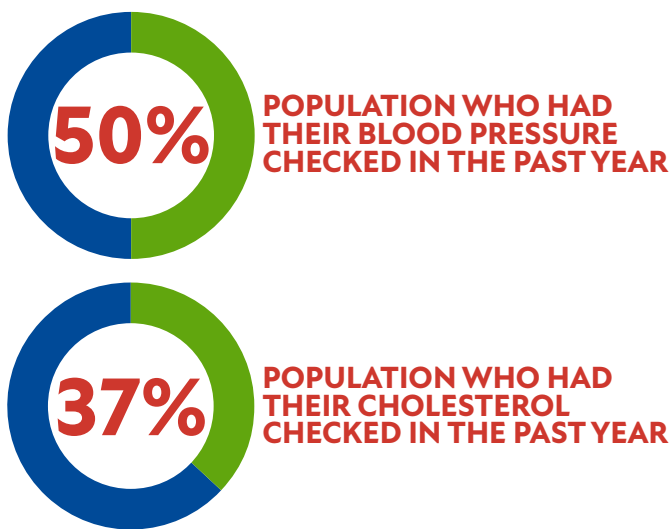 50%
POPULATION WHO HAD
THEIR BLOOD PRESSURE
CHECKED IN THE PAST YEAR
37%
POPULATION WHO HAD
THEIR CHOLESTEROL
CHECKED IN THE PAST YEAR